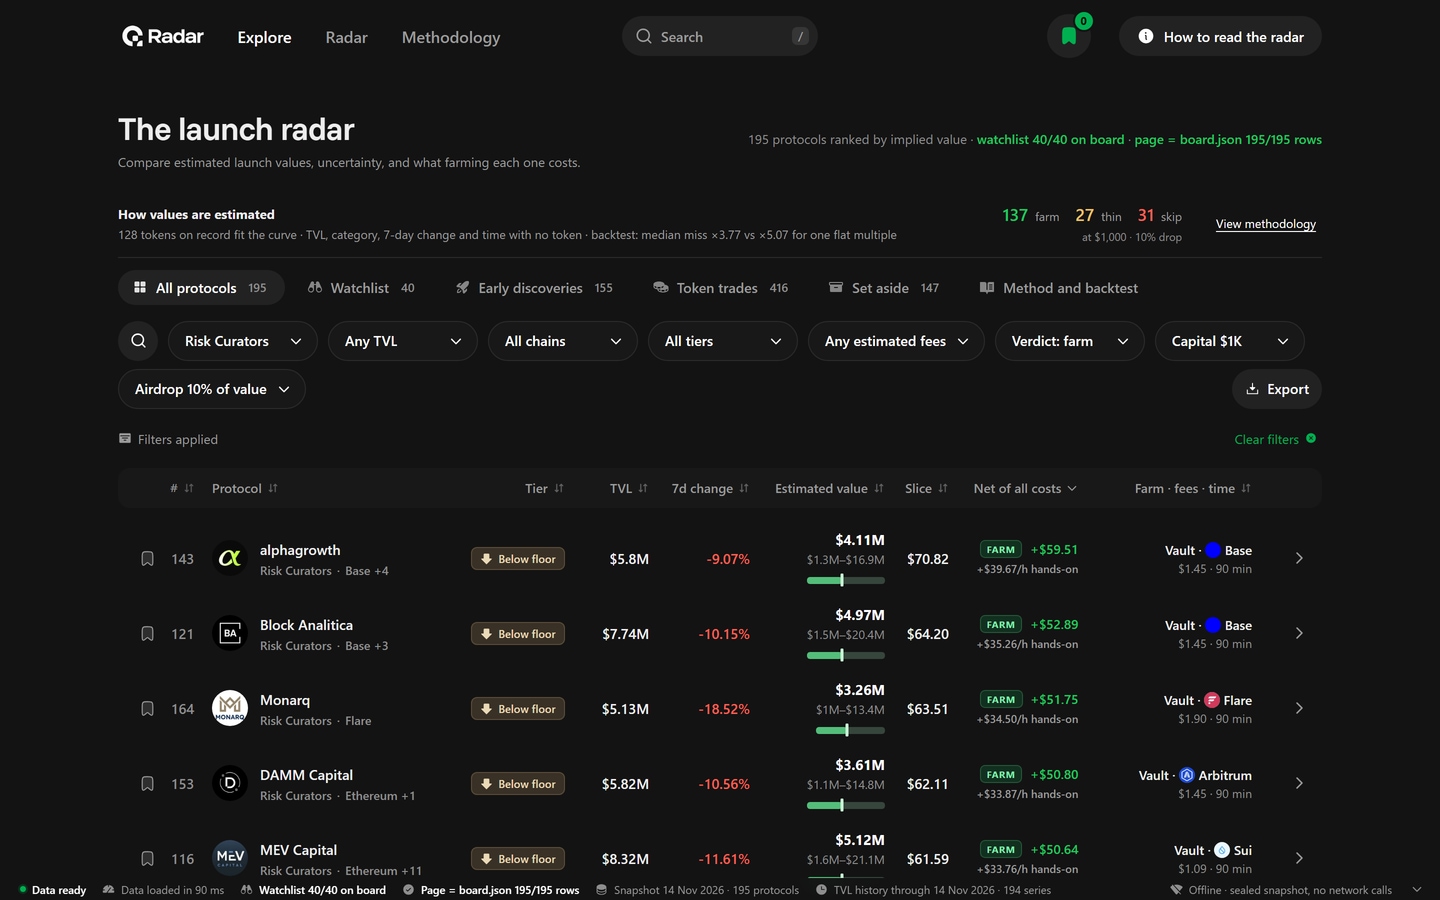 Radar Explore Radar Methodology Search / 0 How to read the radar
The launch radar
195 protocols ranked by implied value · watchlist 40/40 on board · page = board.json 195/195 rows
Compare estimated launch values, uncertainty, and what farming each one costs.
How values are estimated
137 farm 27 thin 31 skip
View methodology
128 tokens on record fit the curve · TVL, category, 7-day change and time with no token · backtest: median miss ×3.77 vs ×5.07 for one flat multiple
at $1,000 · 10% drop
All protocols 195 Watchlist 40 Early discoveries 155 Token trades 416 Set aside 147 Method and backtest
Risk Curators Any TVL All chains All tiers Any estimated fees Verdict: farm Capital $1K
Airdrop 10% of value Export
Filters applied Clear filters
# Protocol Tier TVL 7d change Estimated value Slice Net of all costs Farm · fees · time
$4.11M
alphagrowth FARM +$59.51 Vault · Base
143 Below floor $5.8M -9.07% $1.3M–$16.9M $70.82
Risk Curators · Base +4 +$39.67/h hands-on $1.45 · 90 min
$4.97M
Block Analitica FARM +$52.89 Vault · Base
121 BA Below floor $7.74M -10.15% $1.5M–$20.4M $64.20
Risk Curators · Base +3 +$35.26/h hands-on $1.45 · 90 min
$3.26M
Monarq FARM +$51.75 Vault · Flare
164 MONARQ Below floor $5.13M -18.52% $1M–$13.4M $63.51
Risk Curators · Flare +$34.50/h hands-on $1.90 · 90 min
$3.61M
DAMM Capital FARM +$50.80 Vault · Arbitrum
153 D Below floor $5.82M -10.56% $1.1M–$14.8M $62.11
Risk Curators · Ethereum +1 +$33.87/h hands-on $1.45 · 90 min
$5.12M
MEV Capital FARM +$50.64 Vault · Sui
116 MEV CAPITAL Below floor $8.32M -11.61% $1.6M–$21.1M $61.59
Risk Curators · Ethereum +11 +$33.76/h hands-on $1.09 · 90 min
Data ready Data loaded in 90 ms Watchlist 40/40 on board Page = board.json 195/195 rows Snapshot 14 Nov 2026 · 195 protocols TVL history through 14 Nov 2026 · 194 series Offline · sealed snapshot, no network calls